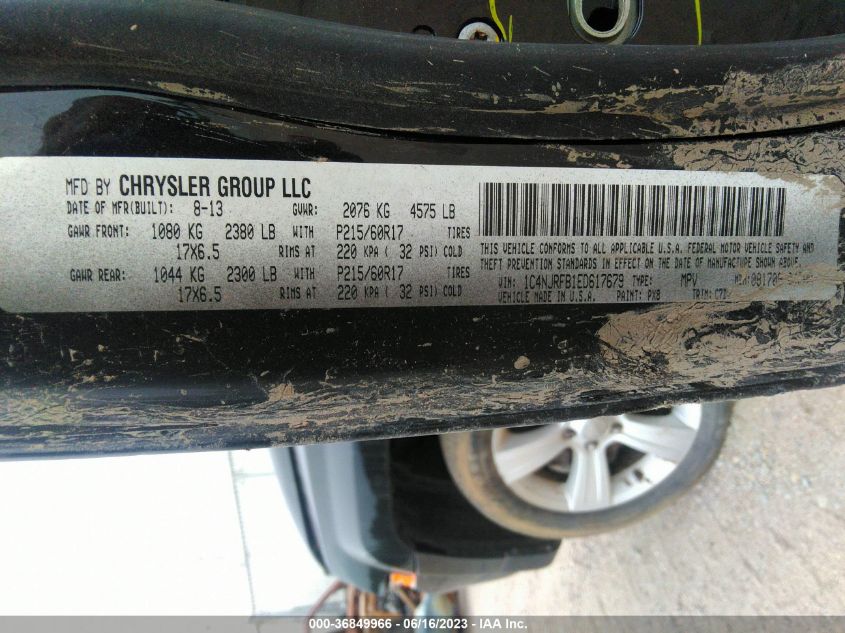 MFD BY CHRYSLER GROUP LLC
DATE OF MFR(BUILT): 8-13 GVWR: 2076 KG 4575 LB
GAWR FRONT: 1080 KG 2380 LB WITH P215/60R17 TIRES
17X6.5 RIMS AT 220 KPA ( 32 PSI) COLD
GAWR REAR: 1044 KG 2300 LB WITH P215/60R17 TIRES
17X6.5 RIMS AT 220 KPA ( 32 PSI) COLD
THIS VEHICLE CONFORMS TO ALL APPLICABLE U.S.A. FEDERAL MOTOR VEHICLE SAFETY AND
THEFT PREVENTION STANDARDS IN EFFECT ON THE DATE OF MANUFACTURE SHOWN ABOVE.
VIN: 1C4NJRFB1ED617679 TYPE: MPV
VEHICLE MADE IN U.S.A. PAINT: PX8 TRIM:
000-36849966 / 06/16/2023 / IAA Inc.